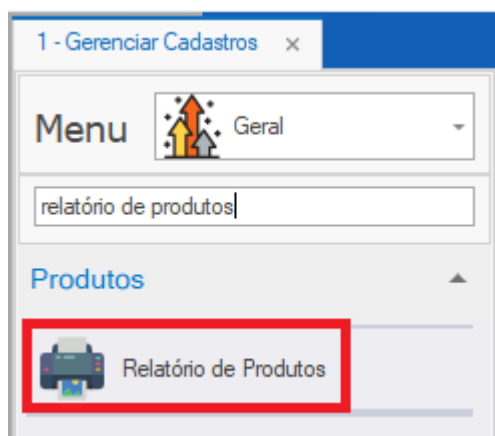 1 - Gerenciar Cadastros ×
Menu Geral
relatório de produtos
Produtos
Relatório de Produtos